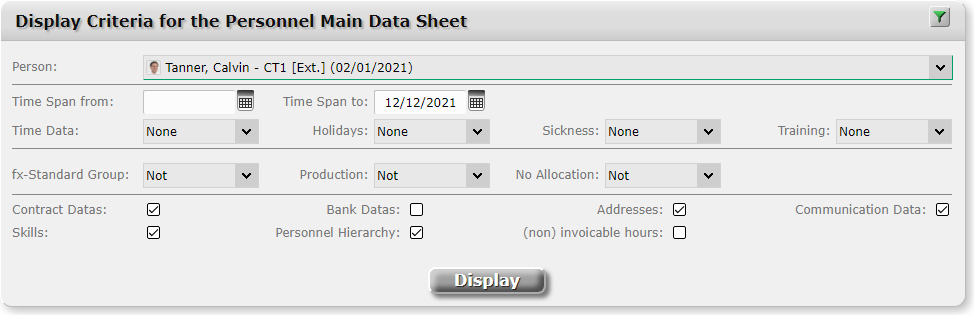 Display Criteria for the Personnel Main Data Sheet
Person: Tanner, Calvin - CT1 [Ext.] (02/01/2021)
Time Span from: Time Span to: 12/12/2021
Time Data: None Holidays: None Sickness: None Training: None
fx-Standard Group: Not Production: Not No Allocation: Not
Contract Datas: Bank Datas: Addresses: Communication Data:
Skills: Personnel Hierarchy: (non) invoicable hours:
Display